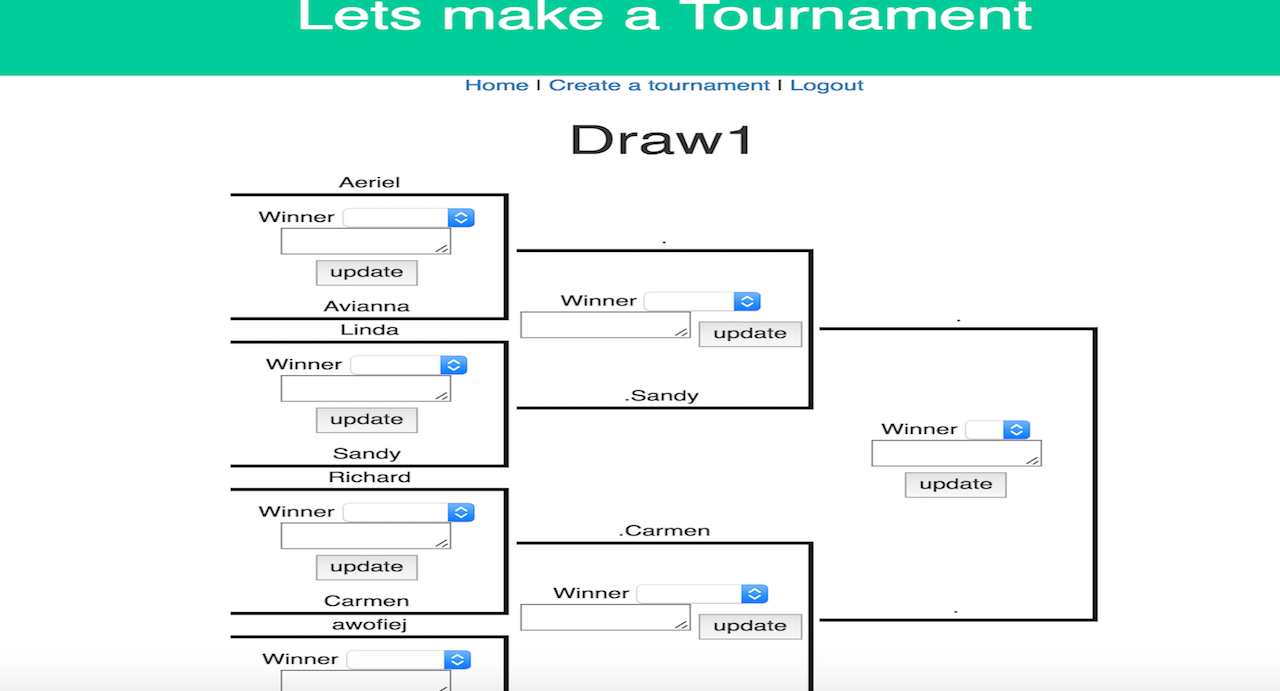 Lets make a Tournament
Home | Create a tournament | Logout
Draw1
Aeriel
Winner
update
Avianna
Linda
Winner
update
Sandy
Richard
Winner
update
Carmen
awofiej
Winner
.
Winner
update
.Sandy
.Carmen
Winner
update
.
Winner
update
.